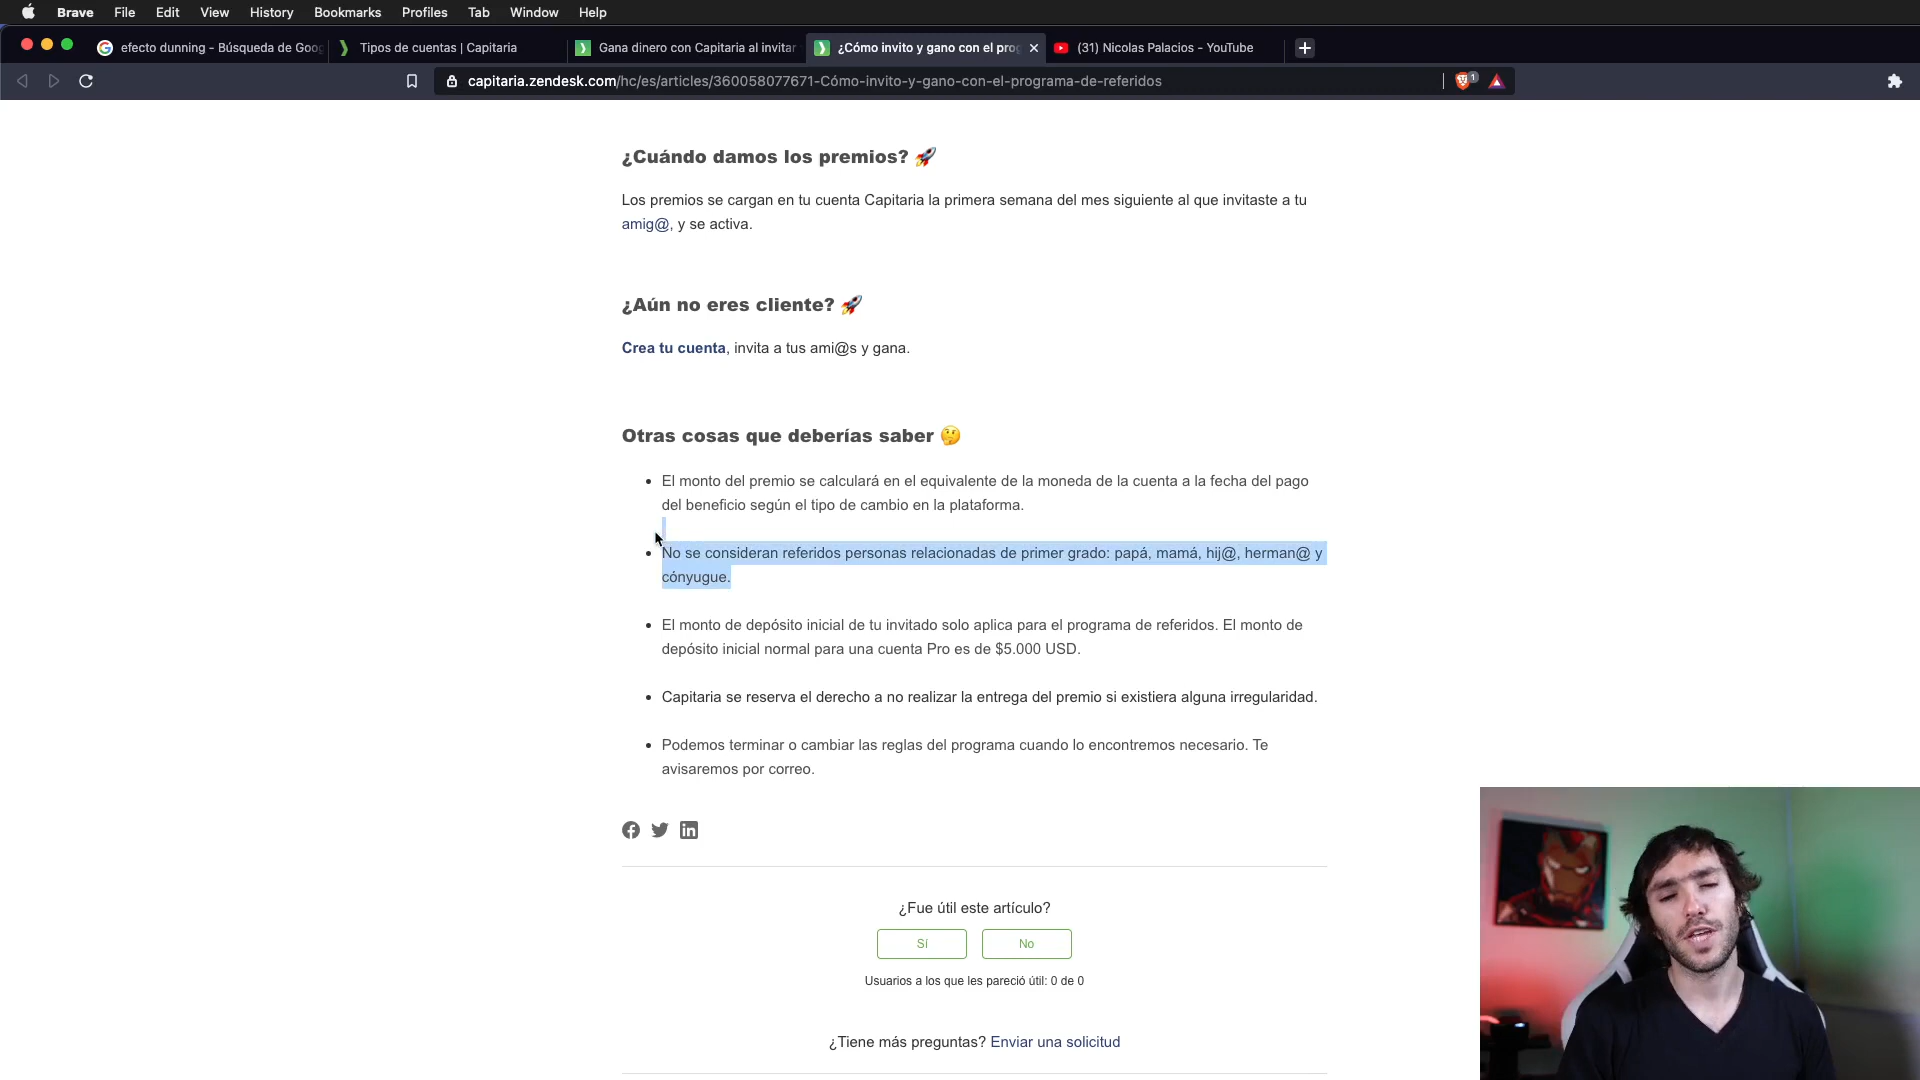 Brave File Edit View History Bookmarks Profiles Tab Window Help
efecto dunning - Búsqueda de Goog Tipos de cuentas | Capitaria Gana dinero con Capitaria al invitar ¿Cómo invito y gano con el prog (31) Nicolas Palacios - YouTube
capitaria.zendesk.com/hc/es/articles/360058077671-Cómo-invito-y-gano-con-el-programa-de-referidos 1
¿Cuándo damos los premios? 🚀
Los premios se cargan en tu cuenta Capitaria la primera semana del mes siguiente al que invitaste a tu
amig@, y se activa.
¿Aún no eres cliente? 🚀
Crea tu cuenta, invita a tus ami@s y gana.
Otras cosas que deberías saber 🤔
• El monto del premio se calculará en el equivalente de la moneda de la cuenta a la fecha del pago
del beneficio según el tipo de cambio en la plataforma.
• No se consideran referidos personas relacionadas de primer grado: papá, mamá, hij@, herman@ y
cónyugue.
• El monto de depósito inicial de tu invitado solo aplica para el programa de referidos. El monto de
depósito inicial normal para una cuenta Pro es de $5.000 USD.
• Capitaria se reserva el derecho a no realizar la entrega del premio si existiera alguna irregularidad.
• Podemos terminar o cambiar las reglas del programa cuando lo encontremos necesario. Te
avisaremos por correo.
¿Fue útil este artículo?
Sí No
Usuarios a los que les pareció útil: 0 de 0
¿Tiene más preguntas? Enviar una solicitud